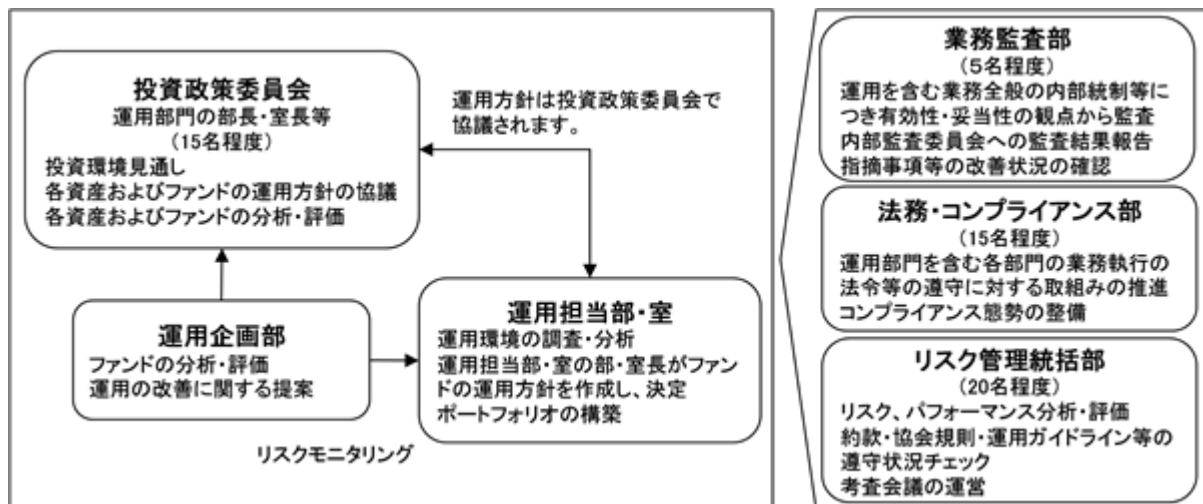 投資政策委員会
運用部門の部長・室長等
(15名程度)
投資環境見通し
各資産およびファンドの運用方針の協議
各資産およびファンドの分析・評価
運用方針は投資政策委員会で
協議されます。
運用企画部
ファンドの分析・評価
運用の改善に関する提案
運用担当部・室
運用環境の調査・分析
運用担当部・室の部・室長がファン
ドの運用方針を作成し、決定
ポートフォリオの構築
リスクモニタリング
業務監査部
(5名程度)
運用を含む業務全般の内部統制等に
つき有効性・妥当性の観点から監査
内部監査委員会への監査結果報告
指摘事項等の改善状況の確認
法務・コンプライアンス部
(15名程度)
運用部門を含む各部門の業務執行の
法令等の遵守に対する取組みの推進
コンプライアンス態勢の整備
リスク管理統括部
(20名程度)
リスク、パフォーマンス分析・評価
約款・協会規則・運用ガイドライン等の
遵守状況チェック
考査会議の運営